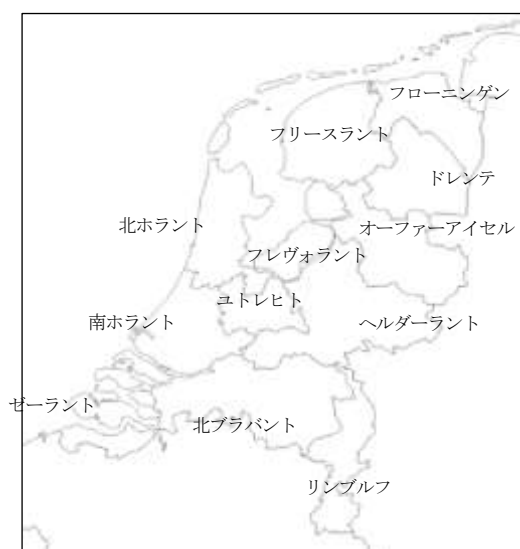 フローニンゲン
フリースラント
ドレンテ
北ホラント
オーファーアイセル
フレヴォラント
ユトレヒト
南ホラント
ヘルダーラント
ゼーラント
北ブラバント
リンブルフ